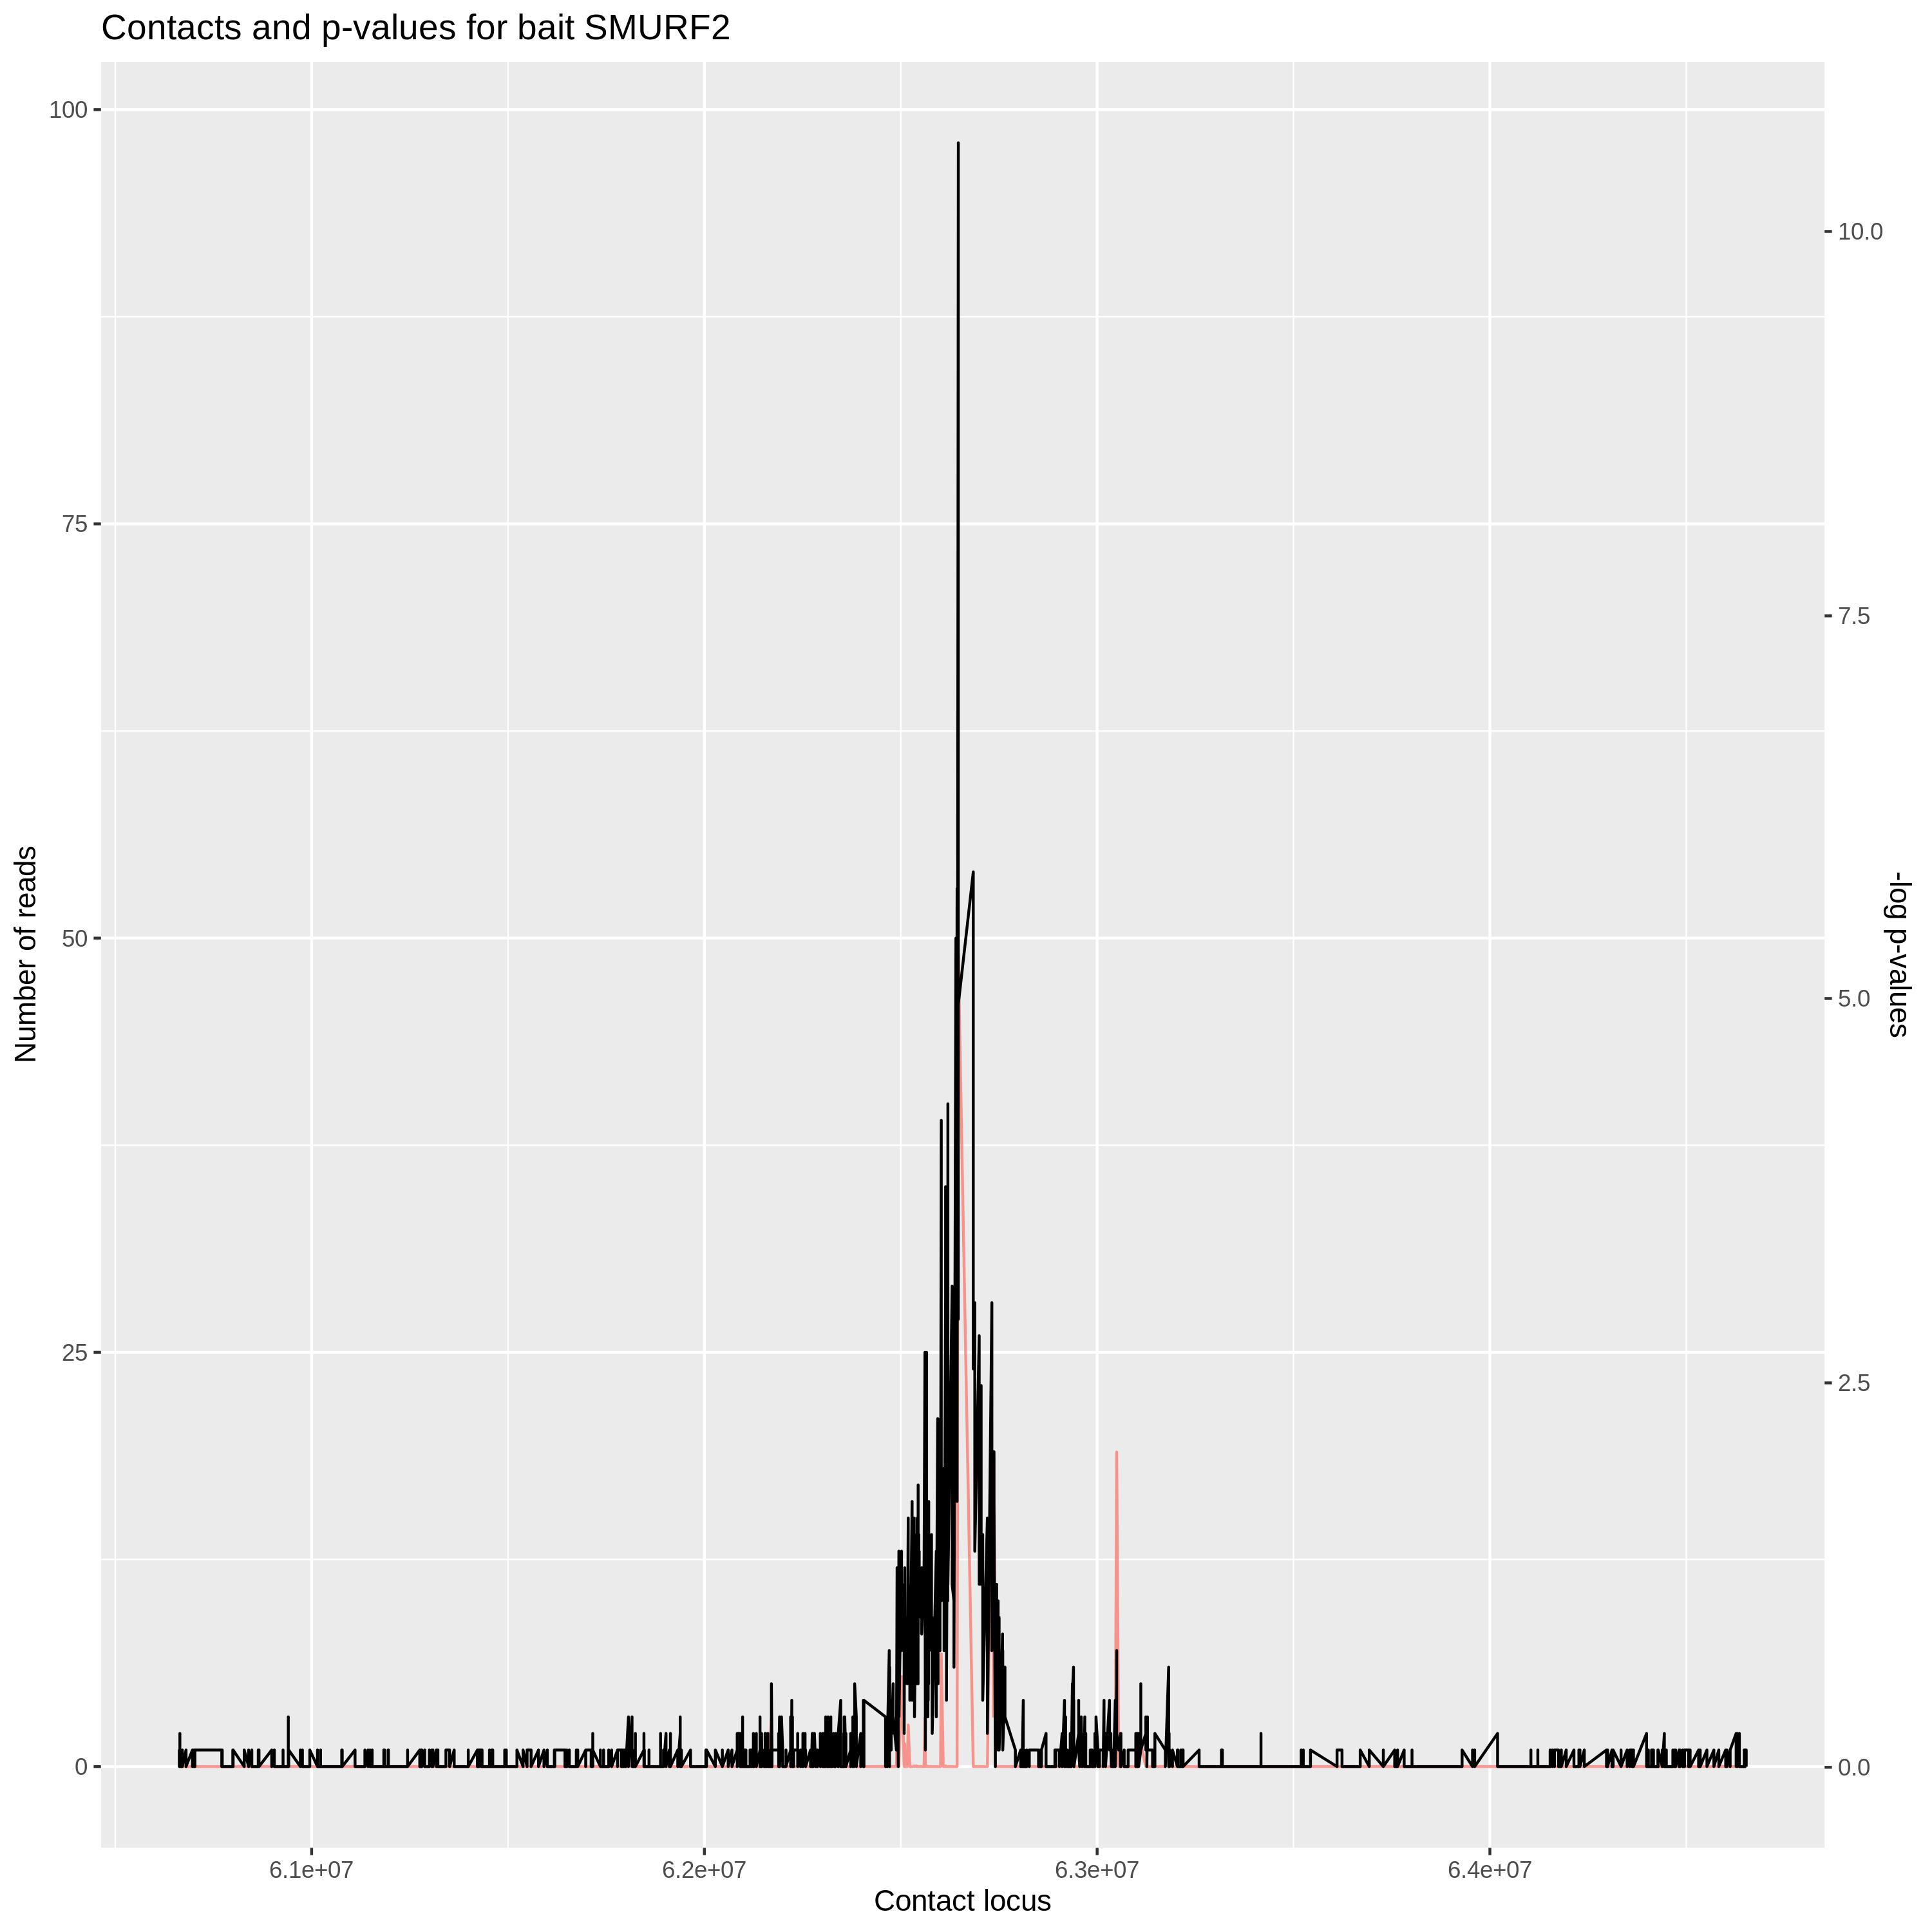 Contacts and p-values for bait SMURF2
100
75
50
25
0
Number of reads
10.0
7.5
5.0
2.5
0.0
-log p-values
6.1e+07
6.2e+07
6.3e+07
6.4e+07
Contact locus